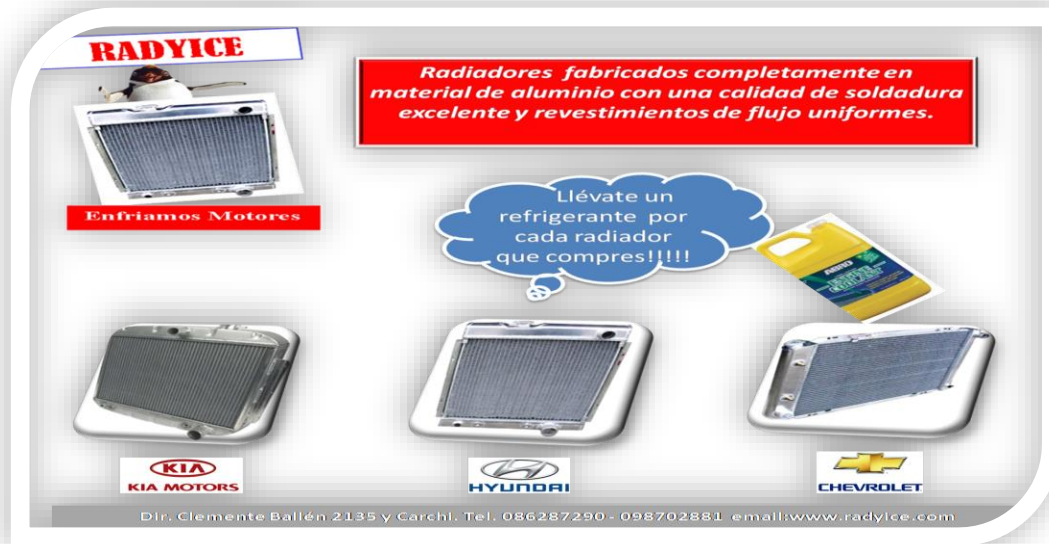 RADYICE
Enfriamos Motores
Radiadores fabricados completamente en
material de aluminio con una calidad de soldadura
excelente y revestimientos de flujo uniformes.
Llévate un
refrigerante por
cada radiador
que compres!!!!!
ABRO
COOLANT
KIA
KIA MOTORS
HYUNDAI
CHEVROLET
Dir. Clemente Ballén 2135 y Carchi. Tel. 086287290 - 098702881 email:www.radyice.com